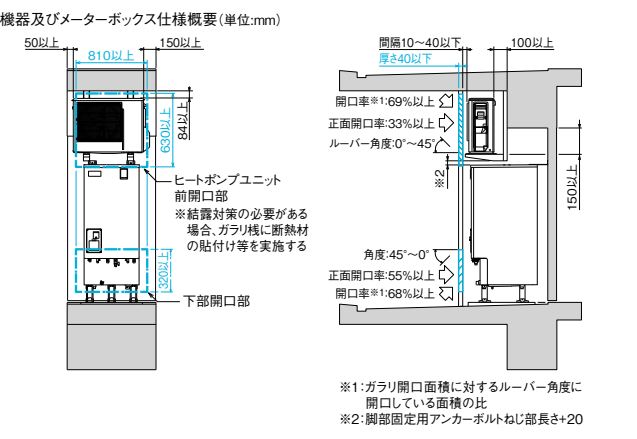 機器及びメーターボックス仕様概要(単位:mm)
50以上
150以上
810以上
84以上
630以上
ヒートポンプユニット
前開口部
※結露対策の必要がある
場合、ガラリ桟に断熱材
の貼付け等を実施する
320以上
下部開口部
間隔10～40以下
100以上
厚さ40以下
開口率※1:69%以上
正面開口率:33%以上
ルーバー角度:0°～45°
※2
150以上
角度:45°～0°
正面開口率:55%以上
開口率※1:68%以上
※1:ガラリ開口面積に対するルーバー角度に
開口している面積の比
※2:脚部固定用アンカーボルトねじ部長さ+20